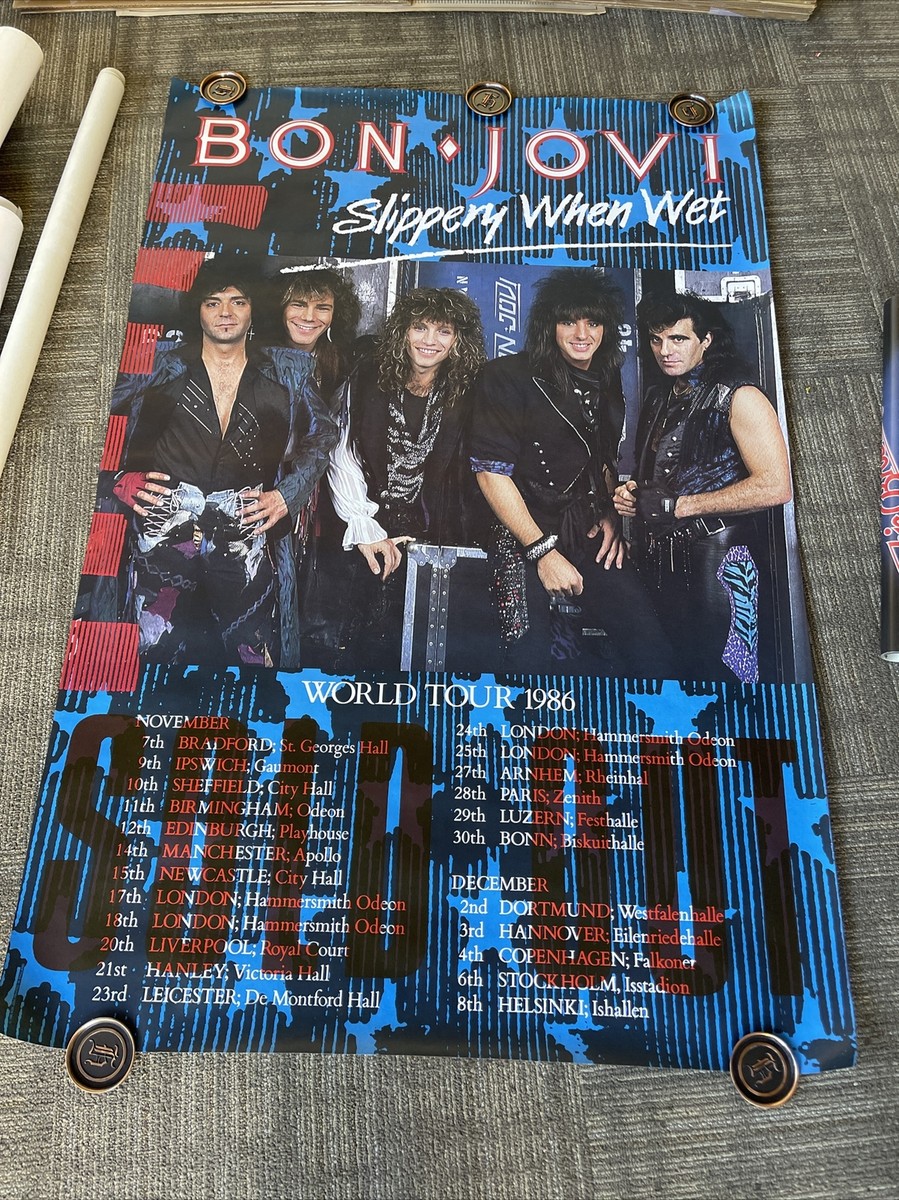 BON • JOVI
Slippery When Wet
WORLD TOUR 1986
NOVEMBER
7th BRADFORD; St. Georges Hall
9th IPSWICH; Gaumont
10th SHEFFIELD; City Hall
11th BIRMINGHAM; Odeon
12th EDINBURGH; Playhouse
14th MANCHESTER; Apollo
15th NEWCASTLE; City Hall
17th LONDON; Hammersmith Odeon
18th LONDON; Hammersmith Odeon
20th LIVERPOOL; Royal Court
21st HANLEY; Victoria Hall
23rd LEICESTER; De Montford Hall
24th LONDON; Hammersmith Odeon
25th LONDON; Hammersmith Odeon
27th ARNHEM; Rheinhal
28th PARIS; Zenith
29th LUZERN; Festhalle
30th BONN; Biskuithalle
DECEMBER
2nd DORTMUND; Westfalenhalle
3rd HANNOVER; Eilenriedehalle
4th COPENHAGEN; Falkoner
6th STOCKHOLM, Isstadion
8th HELSINKI; Ishallen
SOLD OUT